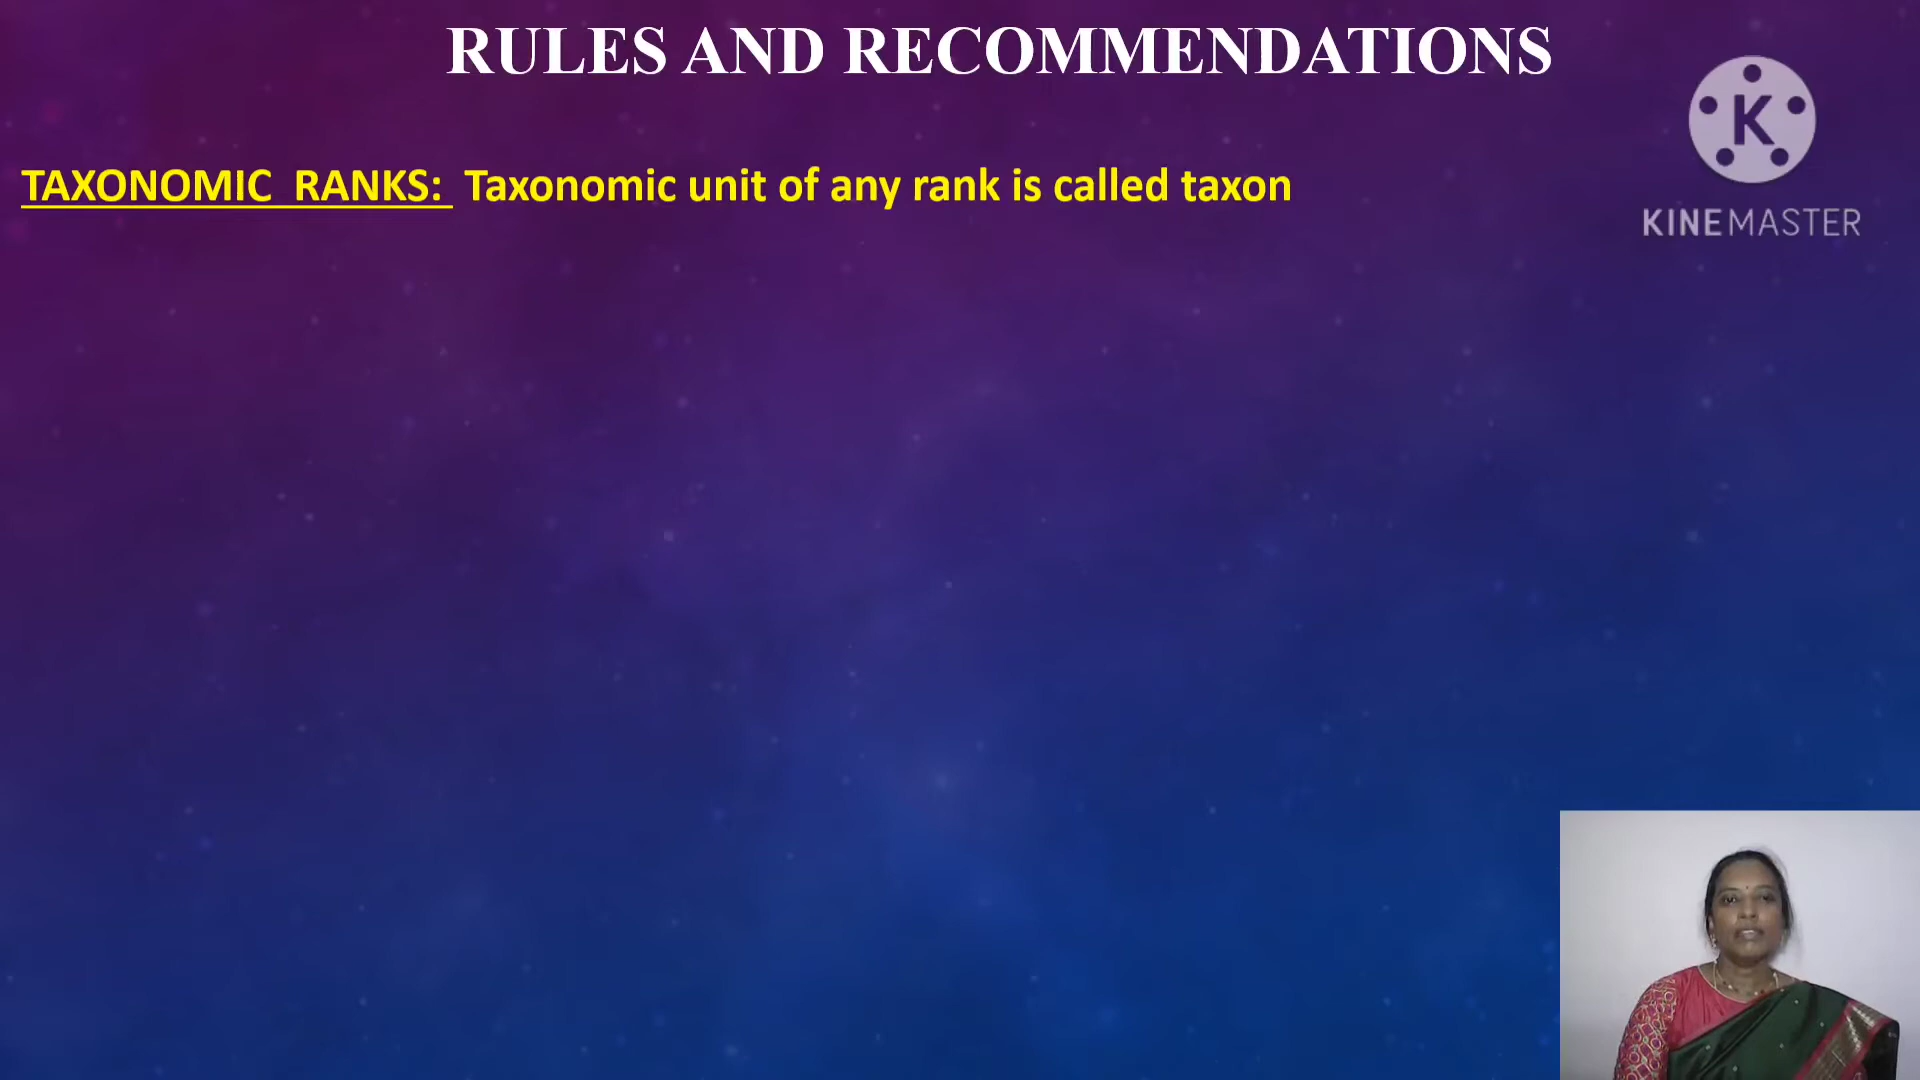 RULES AND RECOMMENDATIONS
K
KINEMASTER
TAXONOMIC RANKS: Taxonomic unit of any rank is called taxon